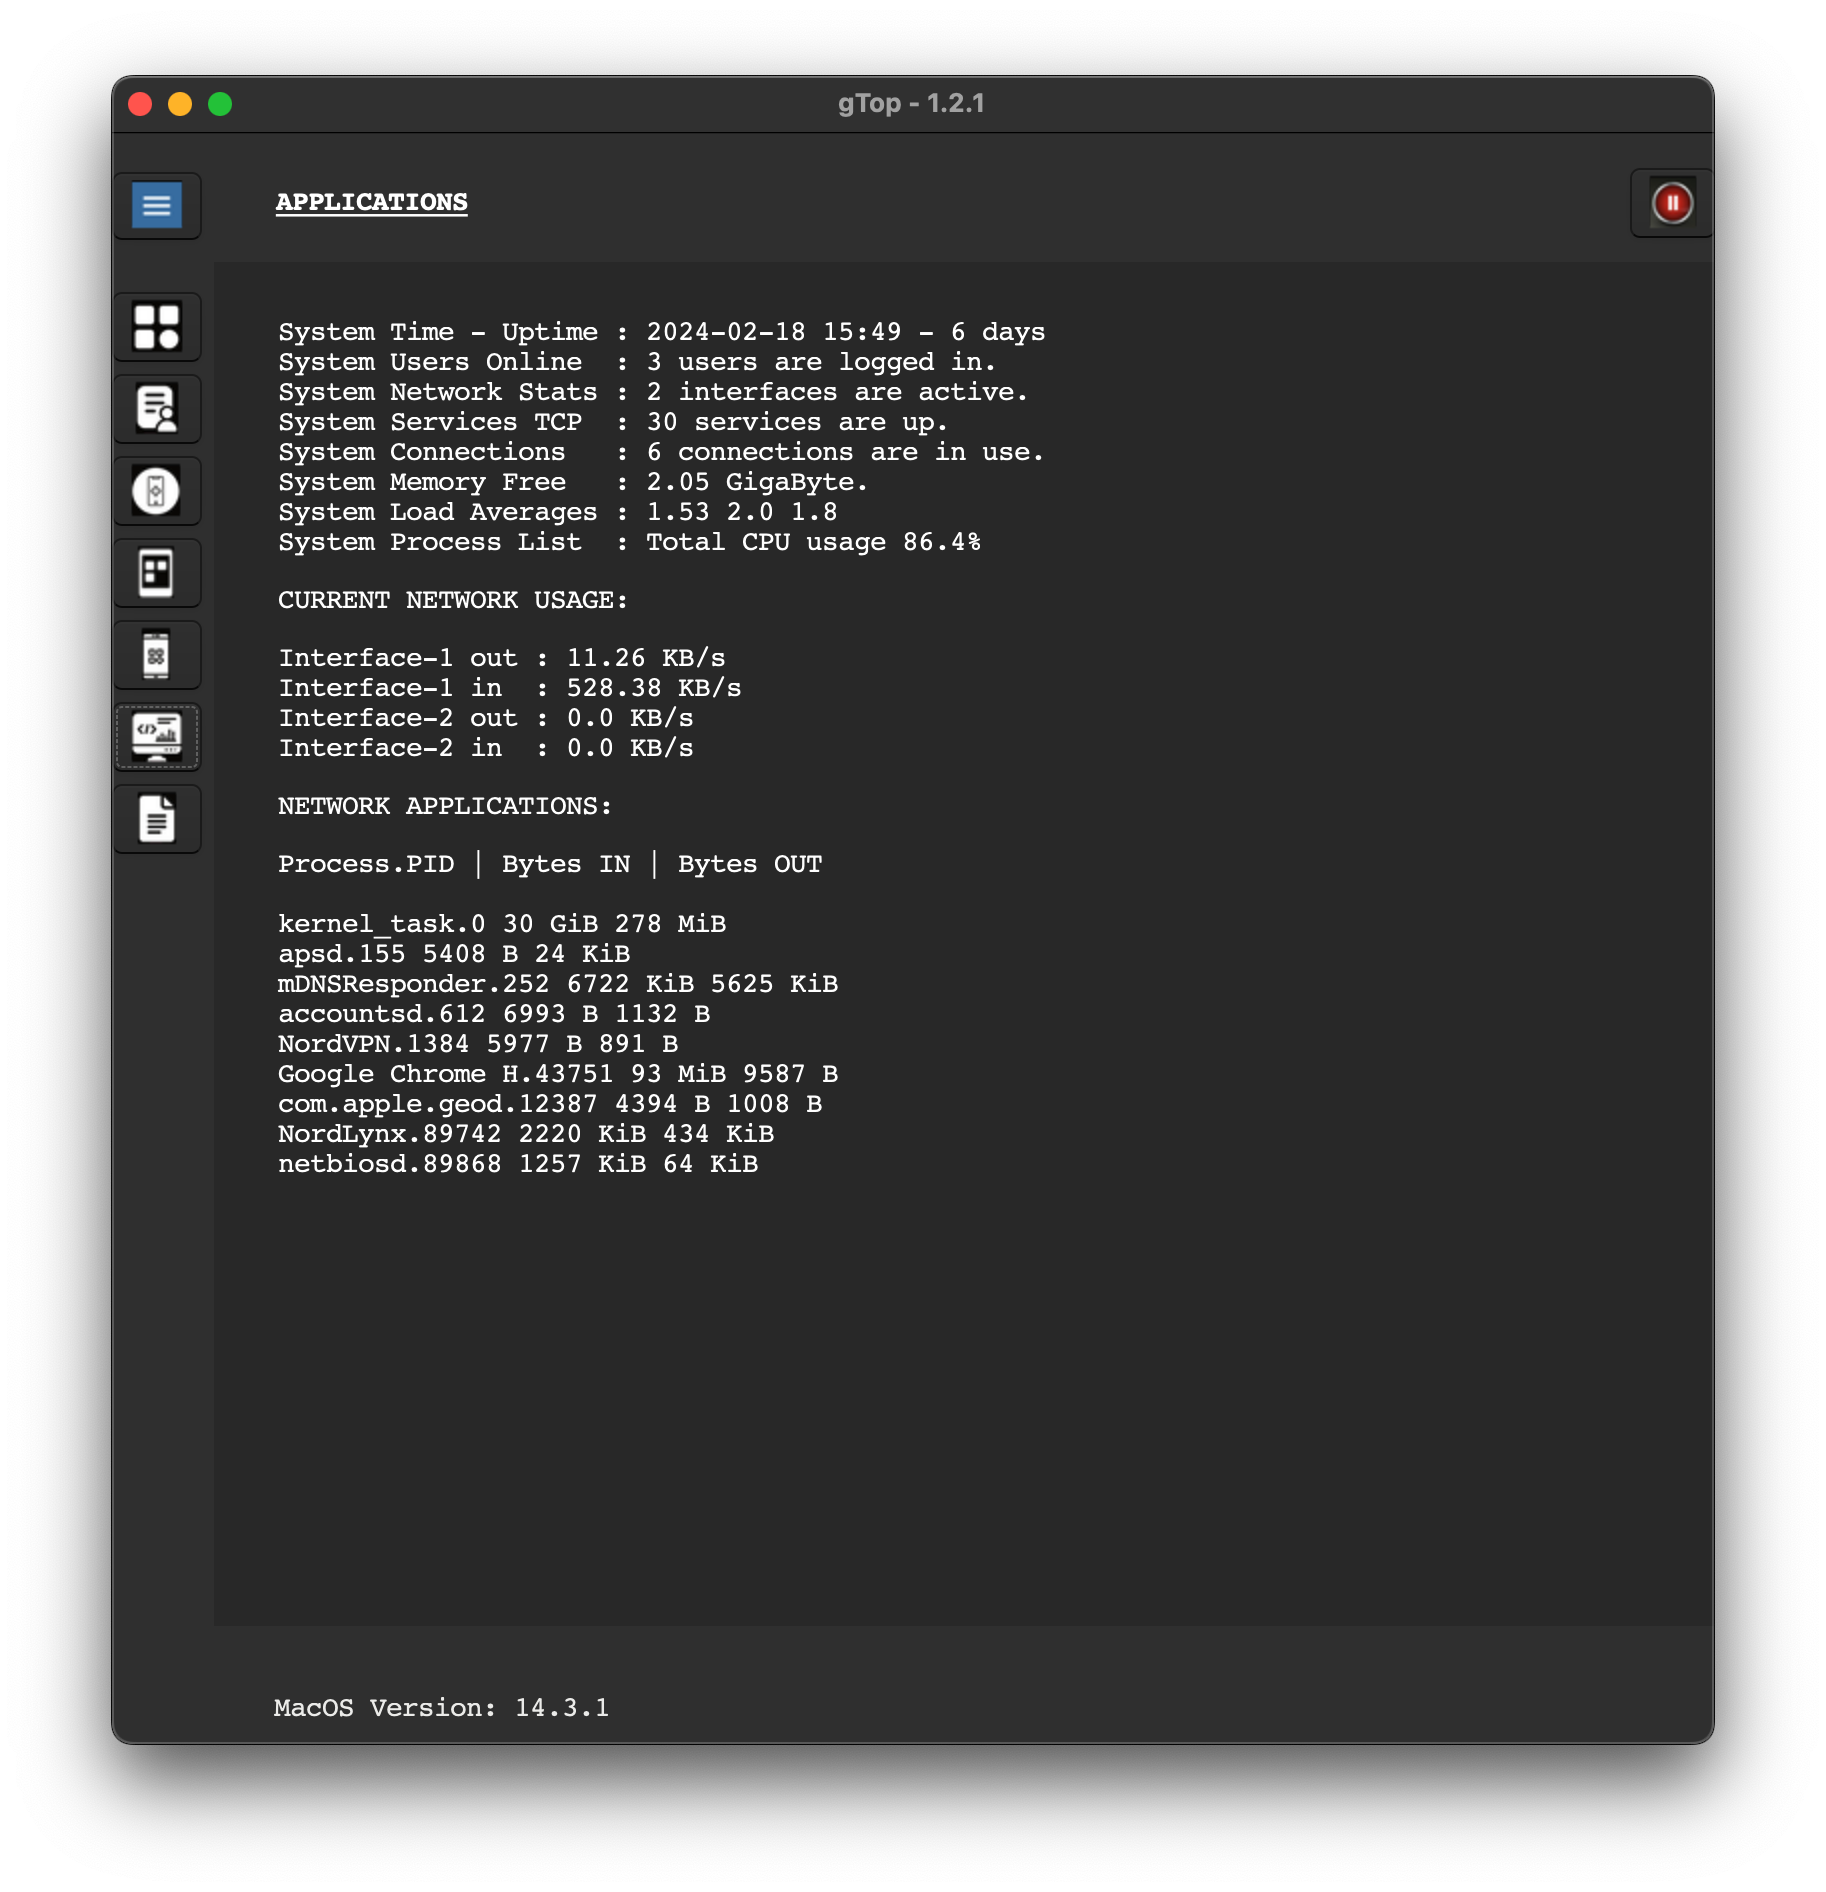 gTop - 1.2.1
APPLICATIONS
System Time - Uptime : 2024-02-18 15:49 - 6 days
System Users Online  : 3 users are logged in.
System Network Stats : 2 interfaces are active.
System Services TCP  : 30 services are up.
System Connections   : 6 connections are in use.
System Memory Free   : 2.05 GigaByte.
System Load Averages : 1.53 2.0 1.8
System Process List  : Total CPU usage 86.4%
CURRENT NETWORK USAGE:
Interface-1 out : 11.26 KB/s
Interface-1 in  : 528.38 KB/s
Interface-2 out : 0.0 KB/s
Interface-2 in  : 0.0 KB/s
NETWORK APPLICATIONS:
Process.PID | Bytes IN | Bytes OUT
kernel_task.0 30 GiB 278 MiB
apsd.155 5408 B 24 KiB
mDNSResponder.252 6722 KiB 5625 KiB
accountsd.612 6993 B 1132 B
NordVPN.1384 5977 B 891 B
Google Chrome H.43751 93 MiB 9587 B
com.apple.geod.12387 4394 B 1008 B
NordLynx.89742 2220 KiB 434 KiB
netbiosd.89868 1257 KiB 64 KiB
MacOS Version: 14.3.1